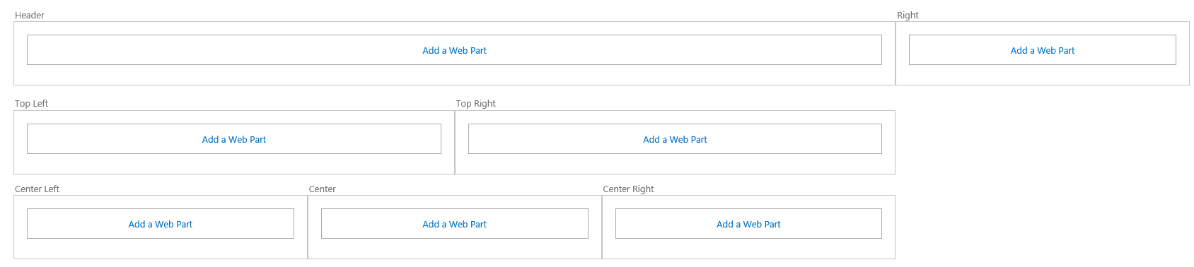 Header
Right
Add a Web Part
Add a Web Part
Top Left
Top Right
Add a Web Part
Add a Web Part
Center Left
Center
Center Right
Add a Web Part
Add a Web Part
Add a Web Part